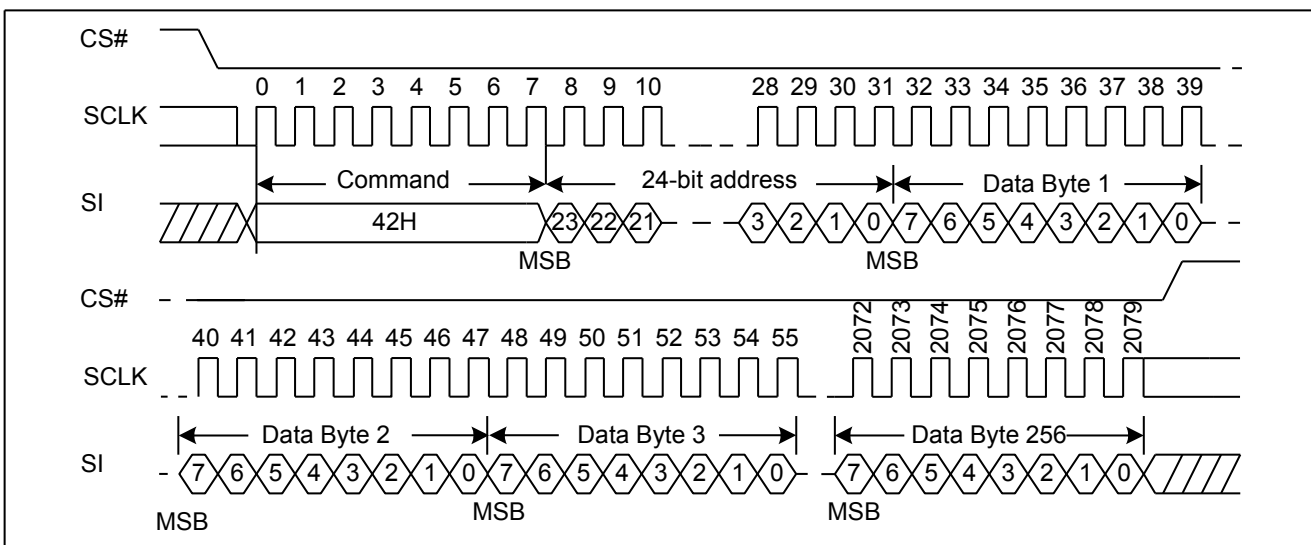 CS#
0 1 2 3 4 5 6 7 8 9 10 28 29 30 31 32 33 34 35 36 37 38 39
SCLK
Command 24-bit address Data Byte 1
SI
42H 23 22 21 3 2 1 0 7 6 5 4 3 2 1 0
MSB MSB
CS#
40 41 42 43 44 45 46 47 48 49 50 51 52 53 54 55 2072 2073 2074 2075 2076 2077 2078 2079
SCLK
Data Byte 2 Data Byte 3 Data Byte 256
SI
7 6 5 4 3 2 1 0 7 6 5 4 3 2 1 0 7 6 5 4 3 2 1 0
MSB MSB MSB